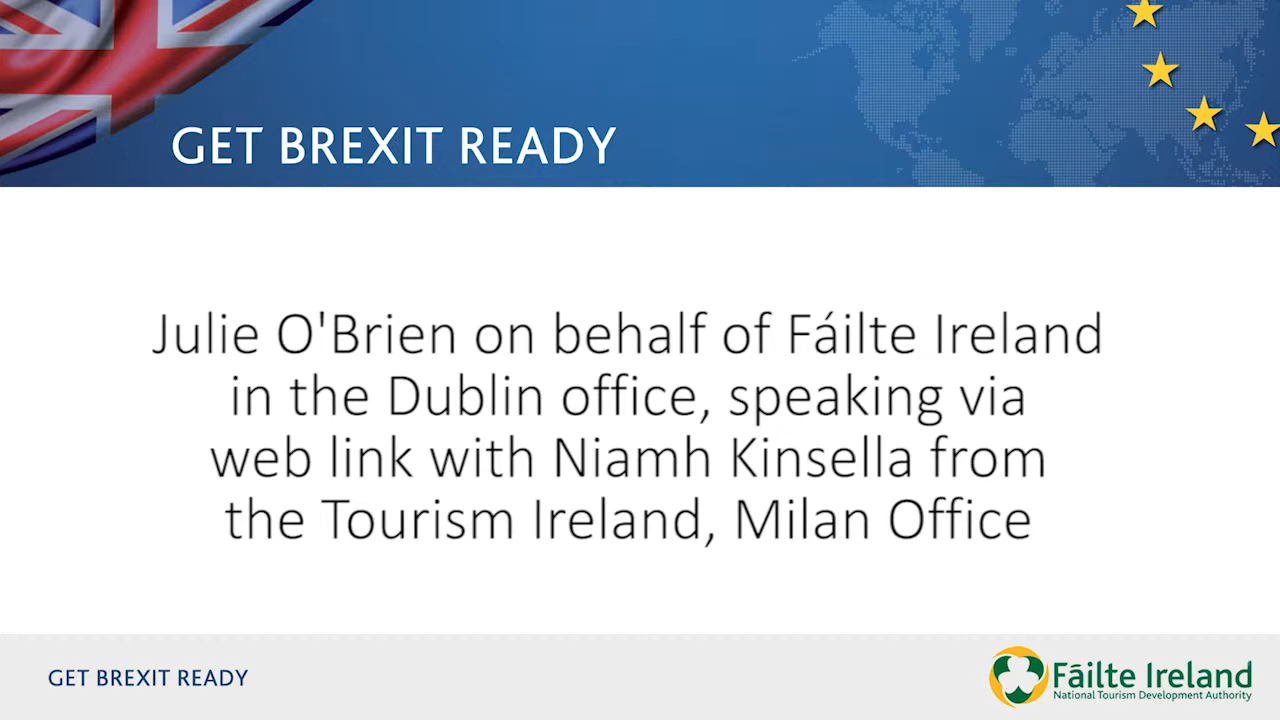 GET BREXIT READY
Julie O'Brien on behalf of Fáilte Ireland
in the Dublin office, speaking via
web link with Niamh Kinsella from
the Tourism Ireland, Milan Office
GET BREXIT READY
Fáilte Ireland
National Tourism Development Authority